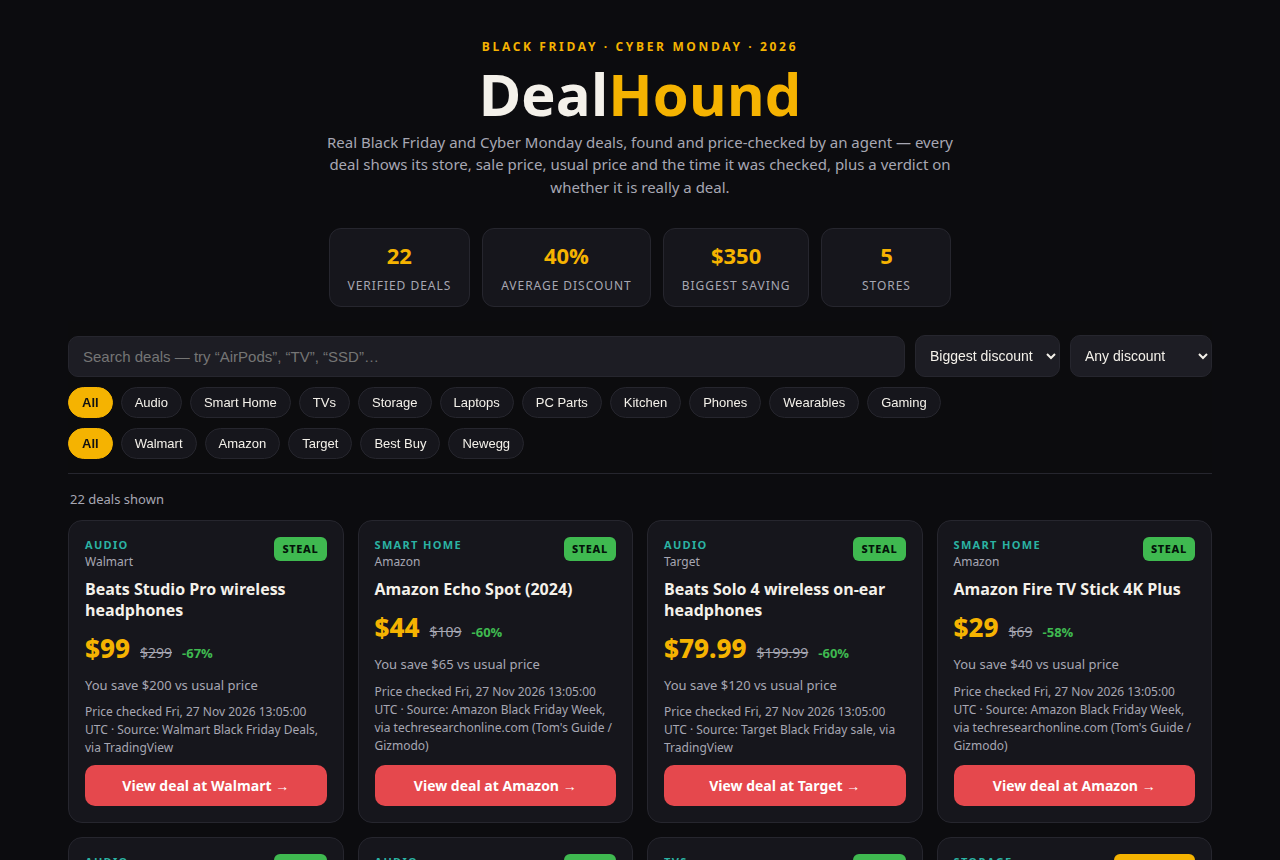 BLACK FRIDAY · CYBER MONDAY · 2026
DealHound
Real Black Friday and Cyber Monday deals, found and price-checked by an agent — every
deal shows its store, sale price, usual price and the time it was checked, plus a verdict on
whether it is really a deal.
22
VERIFIED DEALS
40%
AVERAGE DISCOUNT
$350
BIGGEST SAVING
5
STORES
Search deals — try “AirPods”, “TV”, “SSD”…
Biggest discount
Any discount
All Audio Smart Home TVs Storage Laptops PC Parts Kitchen Phones Wearables Gaming
All Walmart Amazon Target Best Buy Newegg
22 deals shown
AUDIO
STEAL
Walmart
Beats Studio Pro wireless
headphones
$99 $299 -67%
You save $200 vs usual price
Price checked Fri, 27 Nov 2026 13:05:00
UTC · Source: Walmart Black Friday Deals,
via TradingView
View deal at Walmart →
SMART HOME
STEAL
Amazon
Amazon Echo Spot (2024)
$44 $109 -60%
You save $65 vs usual price
Price checked Fri, 27 Nov 2026 13:05:00
UTC · Source: Amazon Black Friday Week,
via techresearchonline.com (Tom's Guide /
Gizmodo)
View deal at Amazon →
AUDIO
STEAL
Target
Beats Solo 4 wireless on-ear
headphones
$79.99 $199.99 -60%
You save $120 vs usual price
Price checked Fri, 27 Nov 2026 13:05:00
UTC · Source: Target Black Friday sale, via
TradingView
View deal at Target →
SMART HOME
STEAL
Amazon
Amazon Fire TV Stick 4K Plus
$29 $69 -58%
You save $40 vs usual price
Price checked Fri, 27 Nov 2026 13:05:00
UTC · Source: Amazon Black Friday Week,
via techresearchonline.com (Tom's Guide /
Gizmodo)
View deal at Amazon →